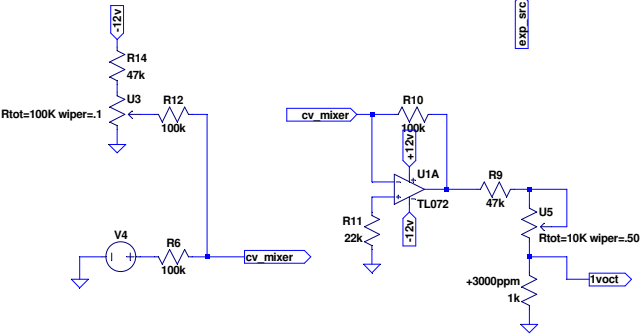 -12v
R14
47k
U3
Rtot=100K wiper=.1
R12
100k
V4
R6
100k
cv_mixer
exp_src
cv_mixer
R10
100k
+12v
U1A
TL072
-12v
R11
22k
R9
47k
U5
Rtot=10K wiper=.50
+3000ppm
1k
1voct